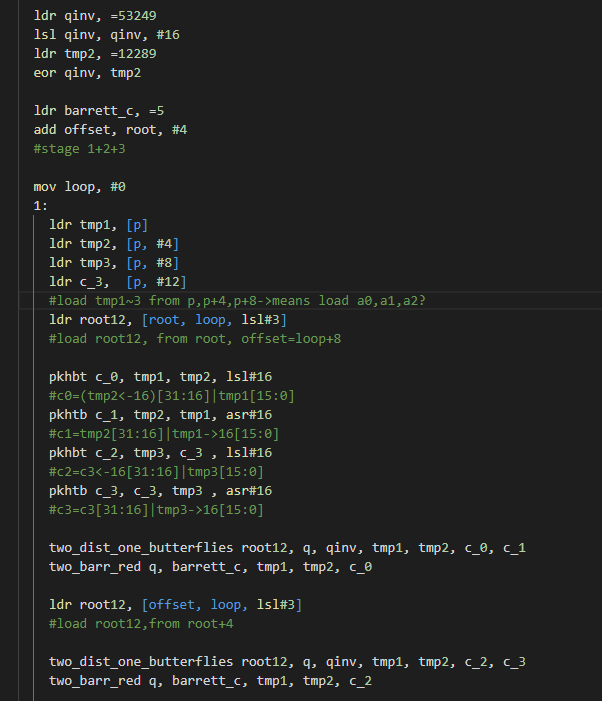 ldr qinv, =53249
lsl qinv, qinv, #16
ldr tmp2, =12289
eor qinv, tmp2
ldr barrett_c, =5
add offset, root, #4
#stage 1+2+3
mov loop, #0
1:
ldr tmp1, [p]
ldr tmp2, [p, #4]
ldr tmp3, [p, #8]
ldr c_3,  [p, #12]
#load tmp1~3 from p,p+4,p+8->means load a0,a1,a2?
ldr root12, [root, loop, lsl#3]
#load root12, from root, offset=loop+8
pkhbt c_0, tmp1, tmp2, lsl#16
#c0=(tmp2<-16)[31:16]|tmp1[15:0]
pkhtb c_1, tmp2, tmp1, asr#16
#c1=tmp2[31:16]|tmp1->16[15:0]
pkhbt c_2, tmp3, c_3 , lsl#16
#c2=c3<-16[31:16]|tmp3[15:0]
pkhtb c_3, c_3, tmp3 , asr#16
#c3=c3[31:16]|tmp3->16[15:0]
two_dist_one_butterflies root12, q, qinv, tmp1, tmp2, c_0, c_1
two_barr_red q, barrett_c, tmp1, tmp2, c_0
ldr root12, [offset, loop, lsl#3]
#load root12,from root+4
two_dist_one_butterflies root12, q, qinv, tmp1, tmp2, c_2, c_3
two_barr_red q, barrett_c, tmp1, tmp2, c_2